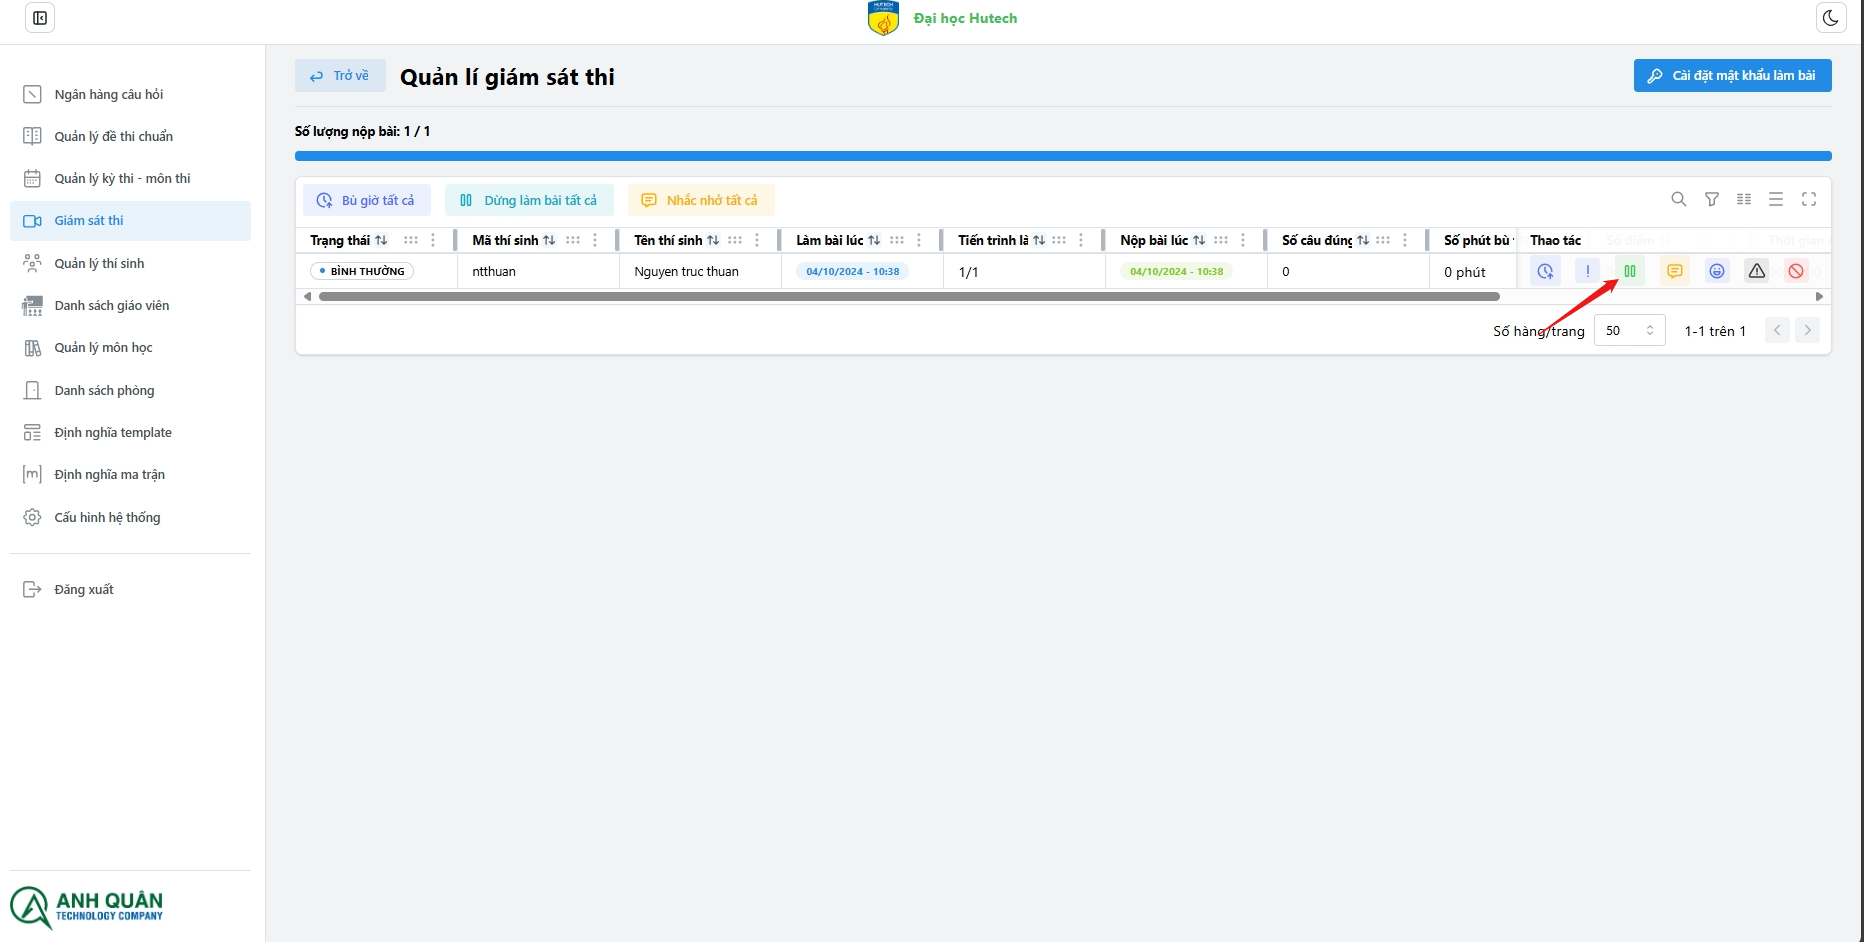 HUTECH
Đại học Hutech
Ngân hàng câu hỏi
Quản lý đề thi chuẩn
Quản lý kỳ thi - môn thi
Giám sát thi
Quản lý thí sinh
Danh sách giáo viên
Quản lý môn học
Danh sách phòng
Định nghĩa template
[m] Định nghĩa ma trận
Cấu hình hệ thống
Đăng xuất
ANH QUÂN
TECHNOLOGY COMPANY
Trở về
Quản lí giám sát thi
Cài đặt mật khẩu làm bài
Số lượng nộp bài: 1 / 1
Bù giờ tất cả
Dừng làm bài tất cả
Nhắc nhở tất cả
Trạng thái Mã thí sinh Tên thí sinh Làm bài lúc Tiến trình là Nộp bài lúc Số câu đúng Số phút bù Thao tác Số điểm Thời gian
BÌNH THƯỜNG ntthuan Nguyen truc thuan 04/10/2024 - 10:38 1/1 04/10/2024 - 10:38 0 0 phút
Số hàng/trang 50 1-1 trên 1